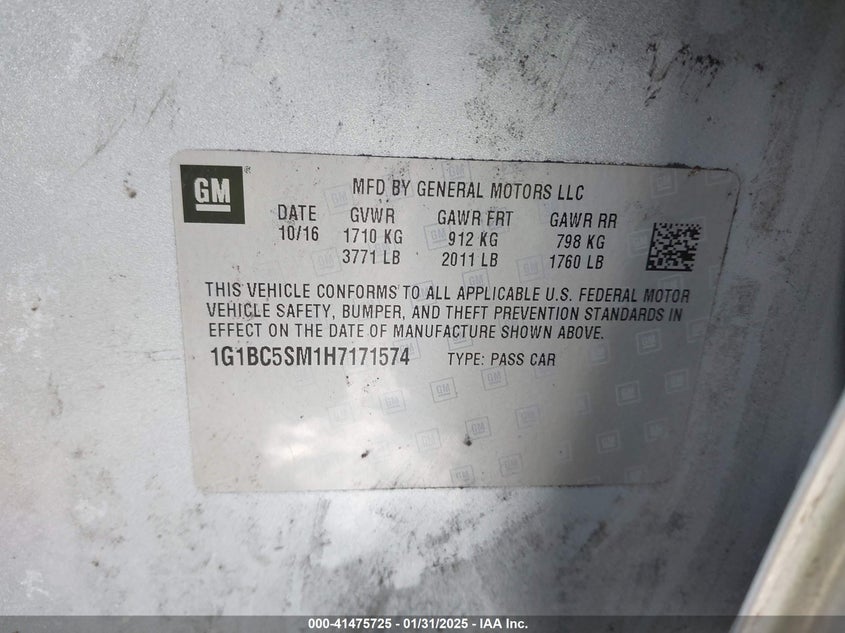 GM
MFD BY GENERAL MOTORS LLC
DATE GVWR GAWR FRT GAWR RR
10/16 1710 KG 912 KG 798 KG
3771 LB 2011 LB 1760 LB
THIS VEHICLE CONFORMS TO ALL APPLICABLE U.S. FEDERAL MOTOR
VEHICLE SAFETY, BUMPER, AND THEFT PREVENTION STANDARDS IN
EFFECT ON THE DATE OF MANUFACTURE SHOWN ABOVE.
1G1BC5SM1H7171574 TYPE: PASS CAR
000-41475725 - 01/31/2025 - IAA Inc.